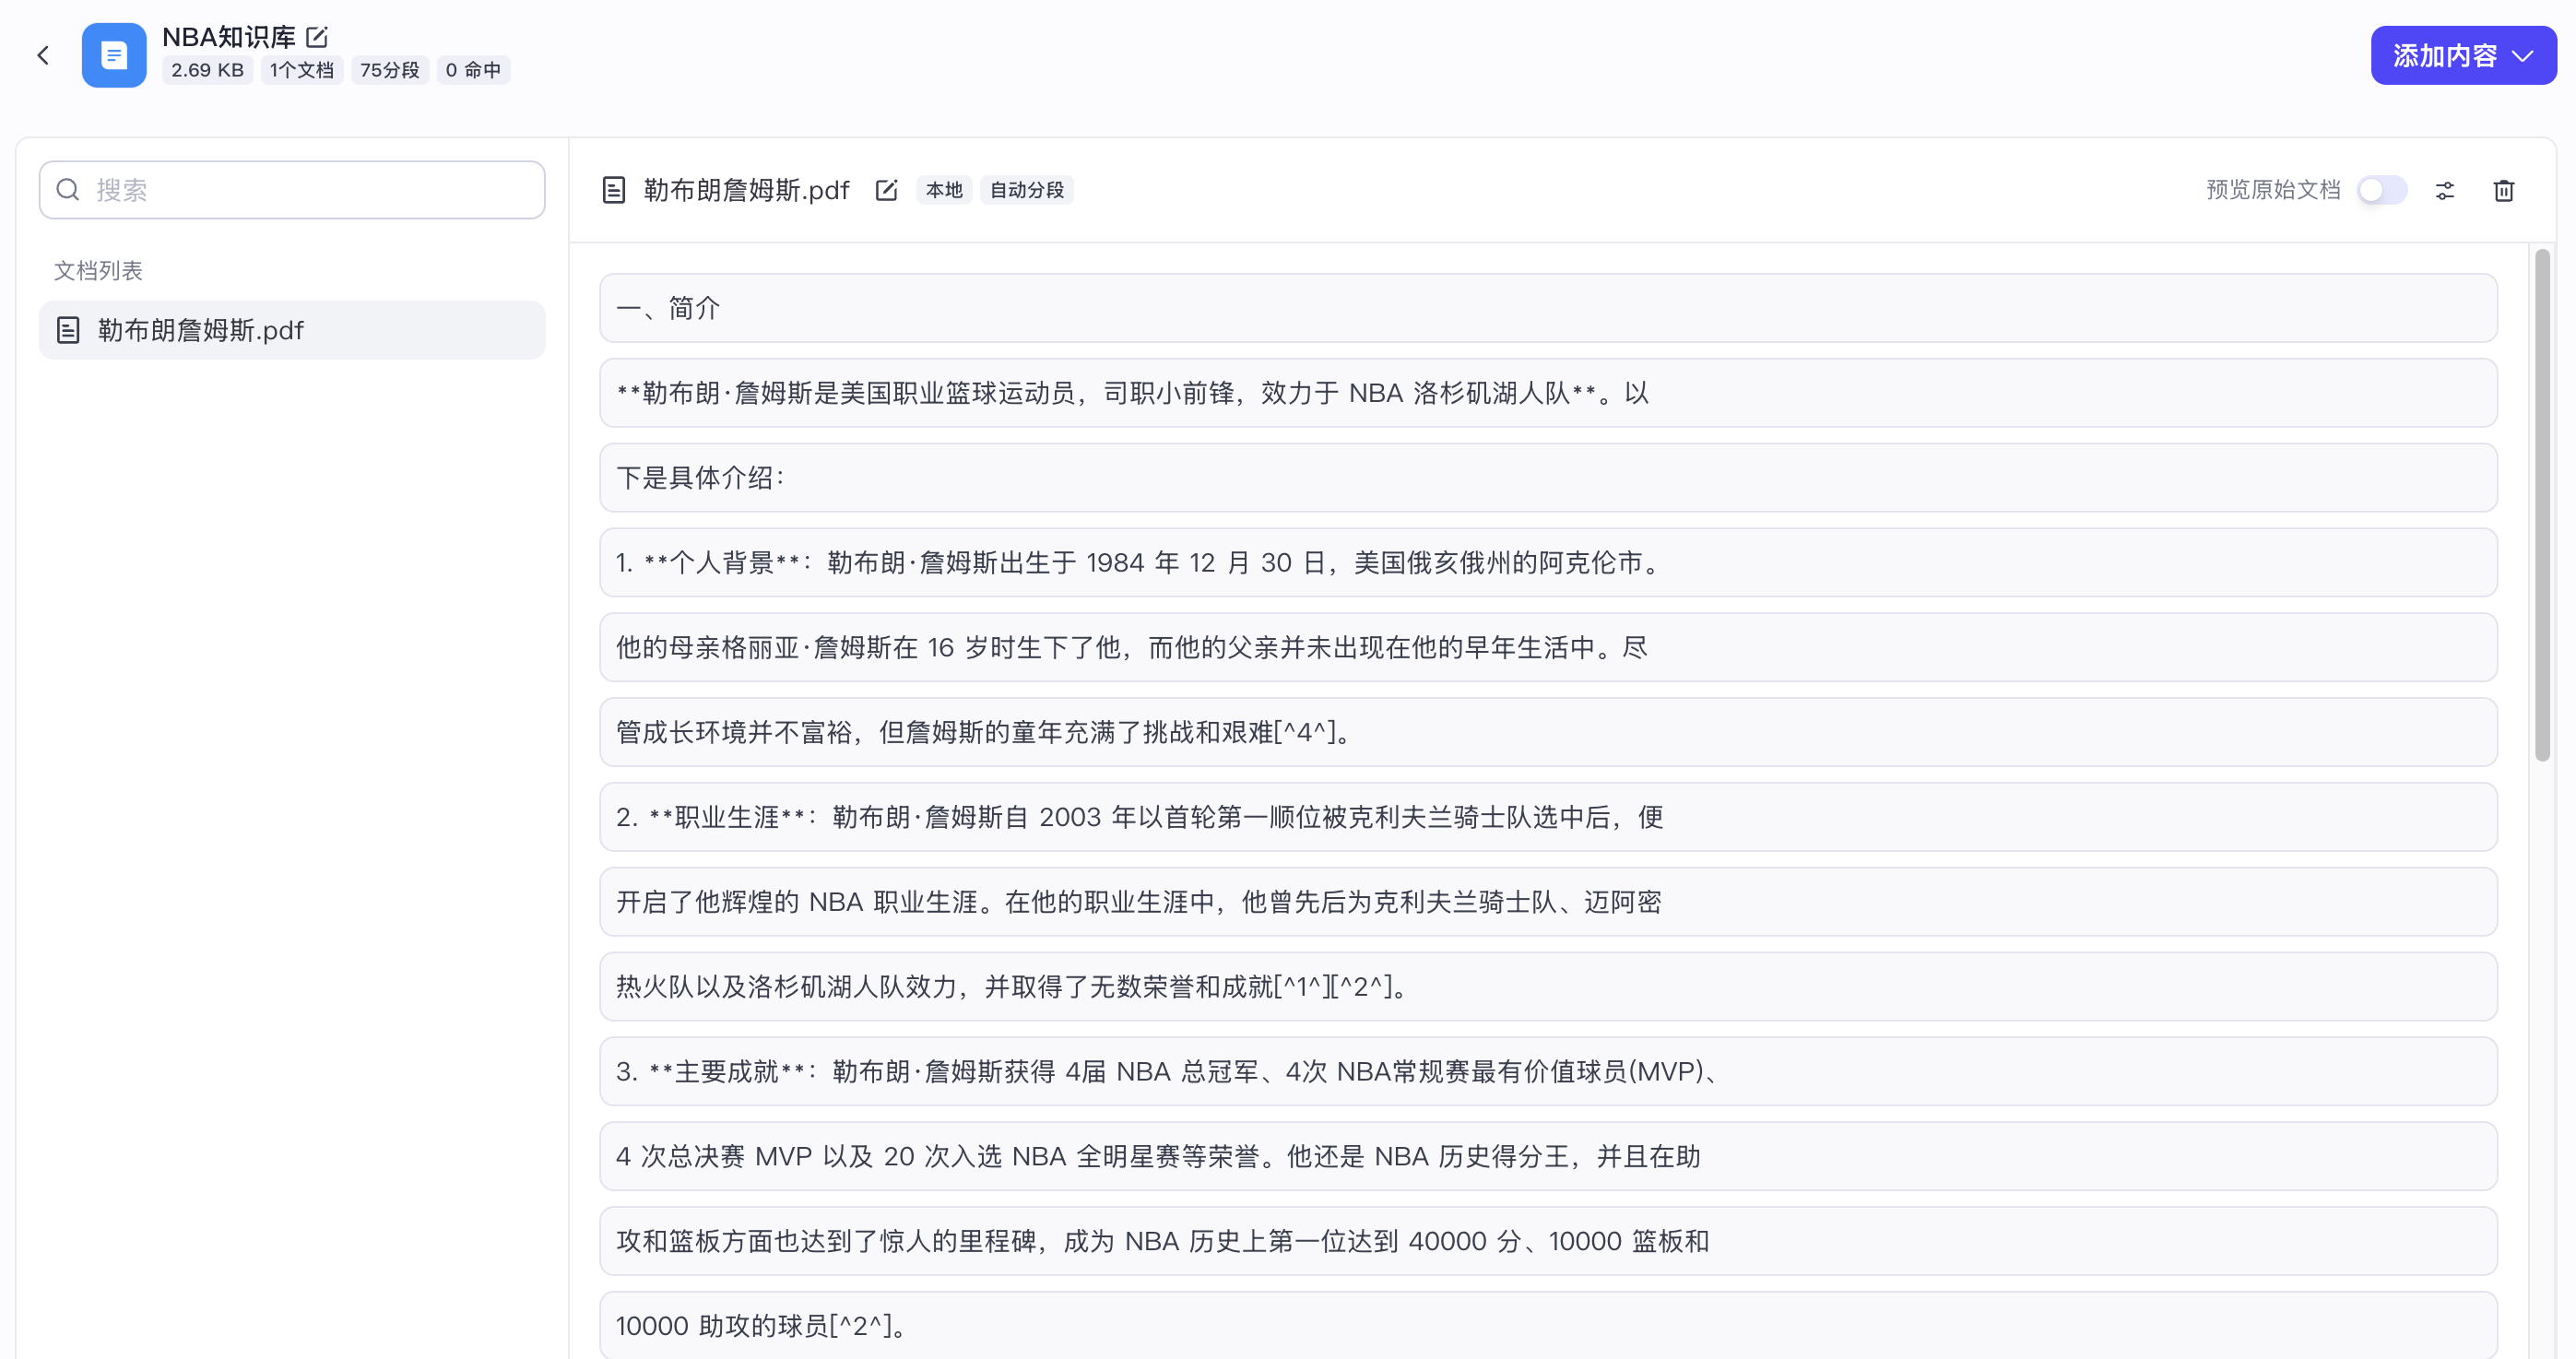 NBA知识库
2.69 KB 1个文档 75分段 0 命中
添加内容
搜索
文档列表
勒布朗詹姆斯.pdf
勒布朗詹姆斯.pdf 本地 自动分段
预览原始文档
一、简介
**勒布朗·詹姆斯是美国职业篮球运动员，司职小前锋，效力于 NBA 洛杉矶湖人队**。以
下是具体介绍：
1. **个人背景**：勒布朗·詹姆斯出生于 1984 年 12 月 30 日，美国俄亥俄州的阿克伦市。
他的母亲格丽亚·詹姆斯在 16 岁时生下了他，而他的父亲并未出现在他的早年生活中。尽
管成长环境并不富裕，但詹姆斯的童年充满了挑战和艰难[^4^]。
2. **职业生涯**：勒布朗·詹姆斯自 2003 年以首轮第一顺位被克利夫兰骑士队选中后，便
开启了他辉煌的 NBA 职业生涯。在他的职业生涯中，他曾先后为克利夫兰骑士队、迈阿密
热火队以及洛杉矶湖人队效力，并取得了无数荣誉和成就[^1^][^2^]。
3. **主要成就**：勒布朗·詹姆斯获得 4届 NBA 总冠军、4次 NBA常规赛最有价值球员(MVP)、
4 次总决赛 MVP 以及 20 次入选 NBA 全明星赛等荣誉。他还是 NBA 历史得分王，并且在助
攻和篮板方面也达到了惊人的里程碑，成为 NBA 历史上第一位达到 40000 分、10000 篮板和
10000 助攻的球员[^2^]。